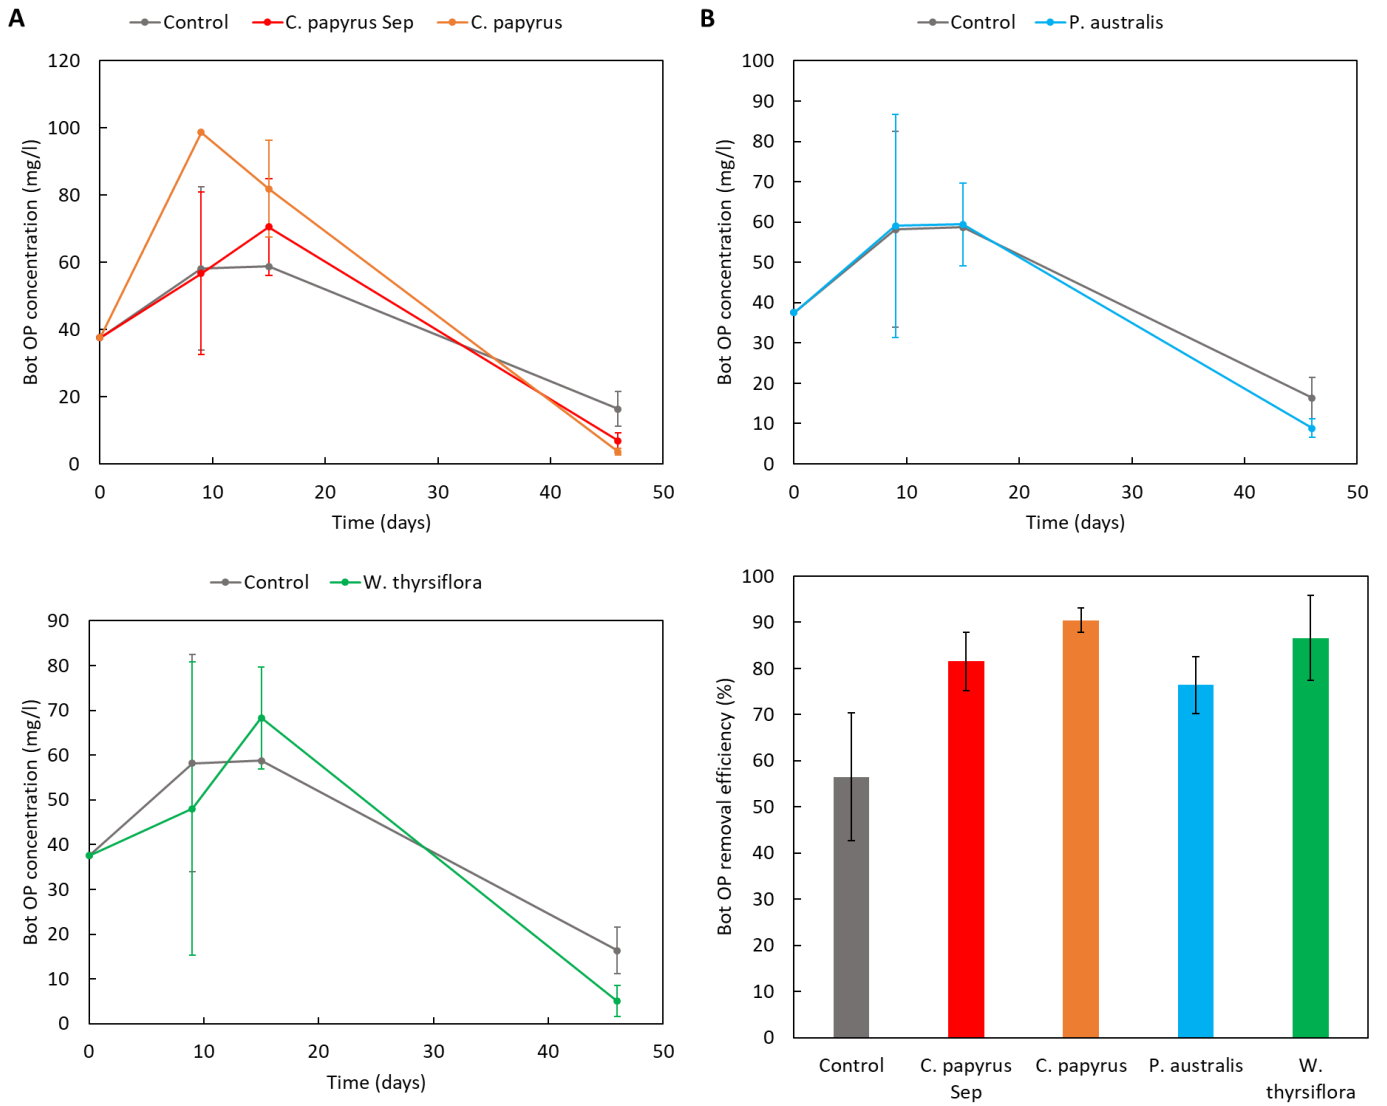 A
Control C. papyrus Sep C. papyrus
120
100
80
60
40
20
0
Bot OP concentration (mg/l)
0 10 20 30 40 50
Time (days)
B
Control P. australis
100
90
80
70
60
50
40
30
20
10
0
Bot OP concentration (mg/l)
0 10 20 30 40 50
Time (days)
Control W. thyrsiflora
90
80
70
60
50
40
30
20
10
0
Bot OP concentration (mg/l)
0 10 20 30 40 50
Time (days)
100
90
80
70
60
50
40
30
20
10
0
Bot OP removal efficiency (%)
Control C. papyrus C. papyrus P. australis W.
Sep thyrsiflora